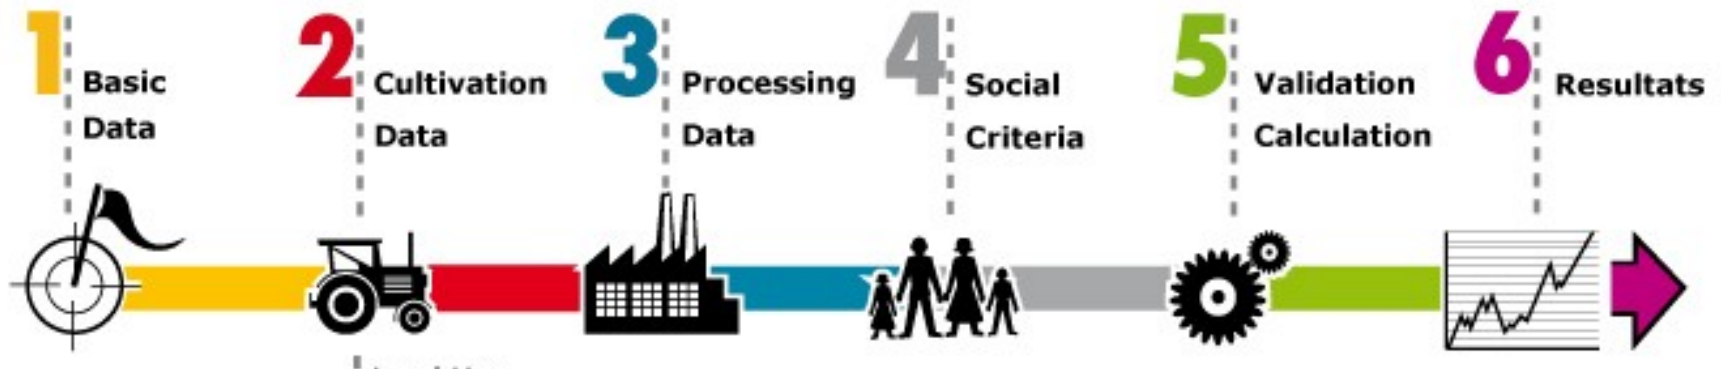 1 Basic
Data
2 Cultivation
Data
3 Processing
Data
4 Social
Criteria
5 Validation
Calculation
6 Resultats